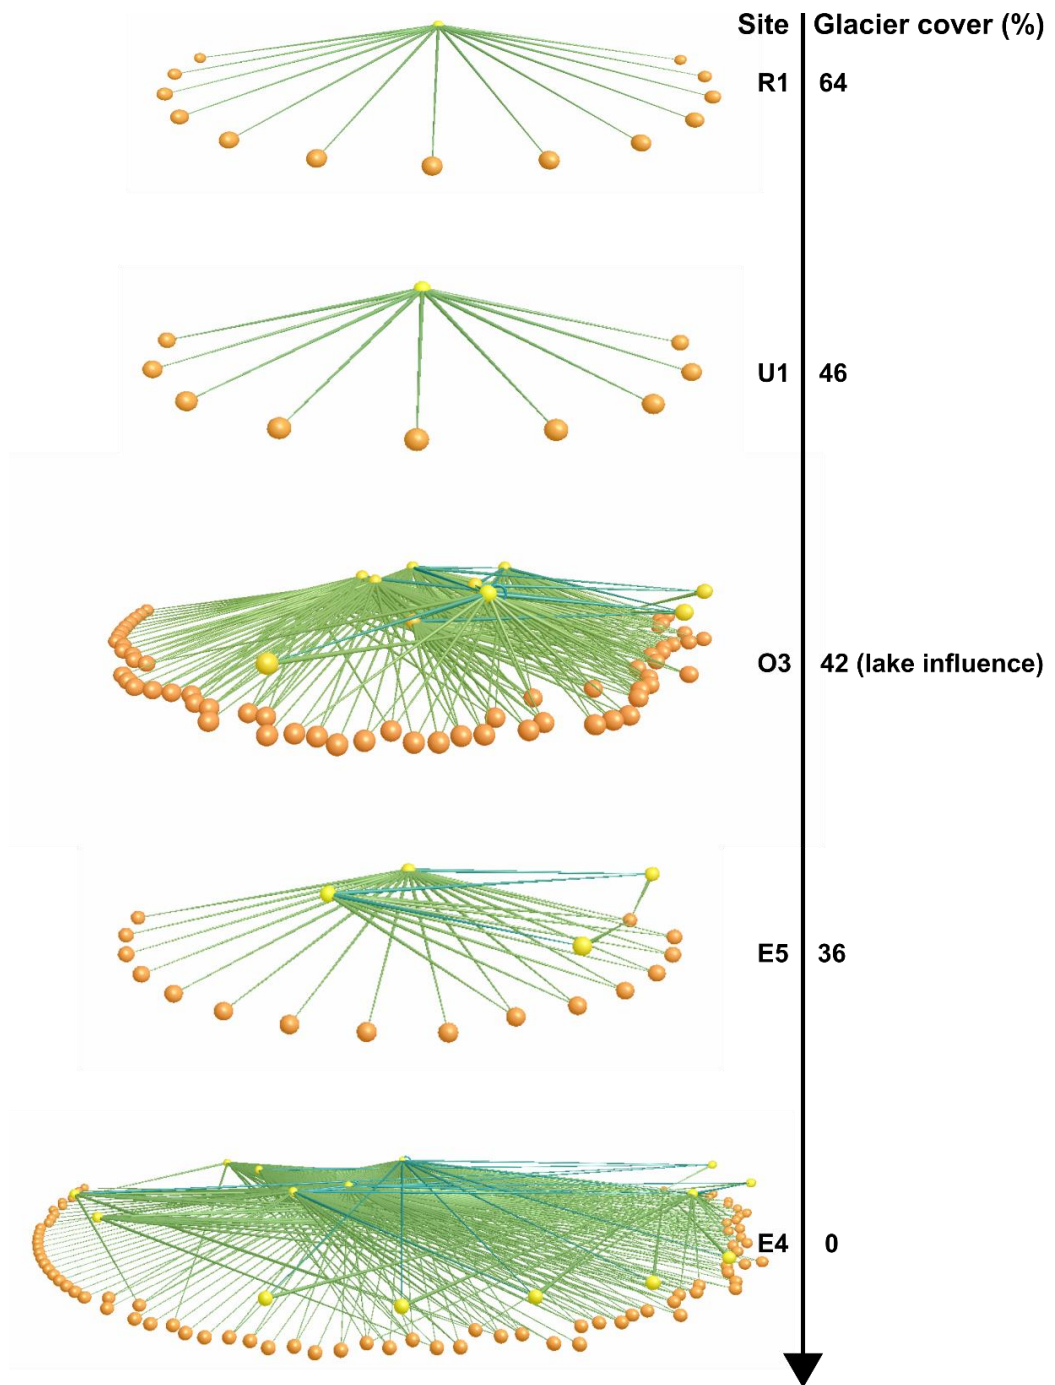 Site Glacier cover (%)
R1 64
U1 46
O3 42 (lake influence)
E5 36
E4 0